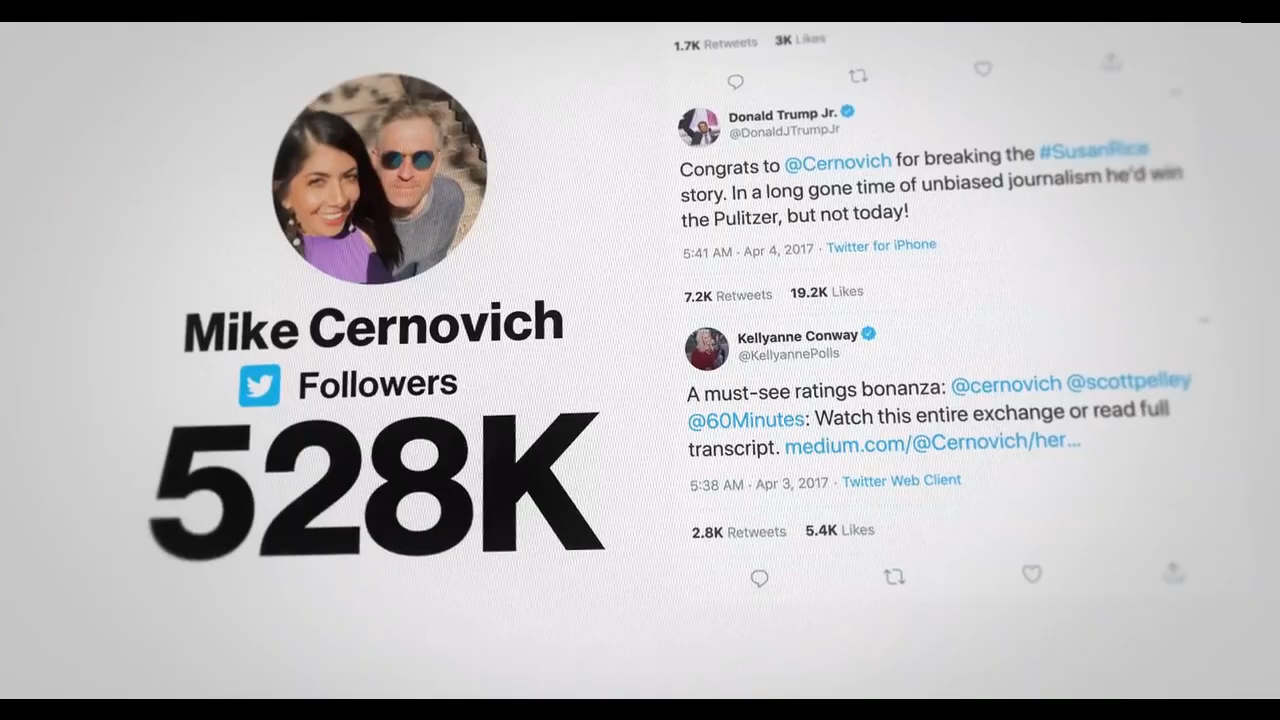 Mike Cernovich
Followers
528K
1.7K Retweets 3K Likes
Donald Trump Jr.
@DonaldJTrumpJr
Congrats to @Cernovich for breaking the #SusanRice
story. In a long gone time of unbiased journalism he'd win
the Pulitzer, but not today!
5:41 AM · Apr 4, 2017 · Twitter for iPhone
7.2K Retweets 19.2K Likes
Kellyanne Conway
@KellyannePolls
A must-see ratings bonanza: @cernovich @scottpelley
@60Minutes: Watch this entire exchange or read full
transcript. medium.com/@Cernovich/her...
5:38 AM · Apr 3, 2017 · Twitter Web Client
2.8K Retweets 5.4K Likes